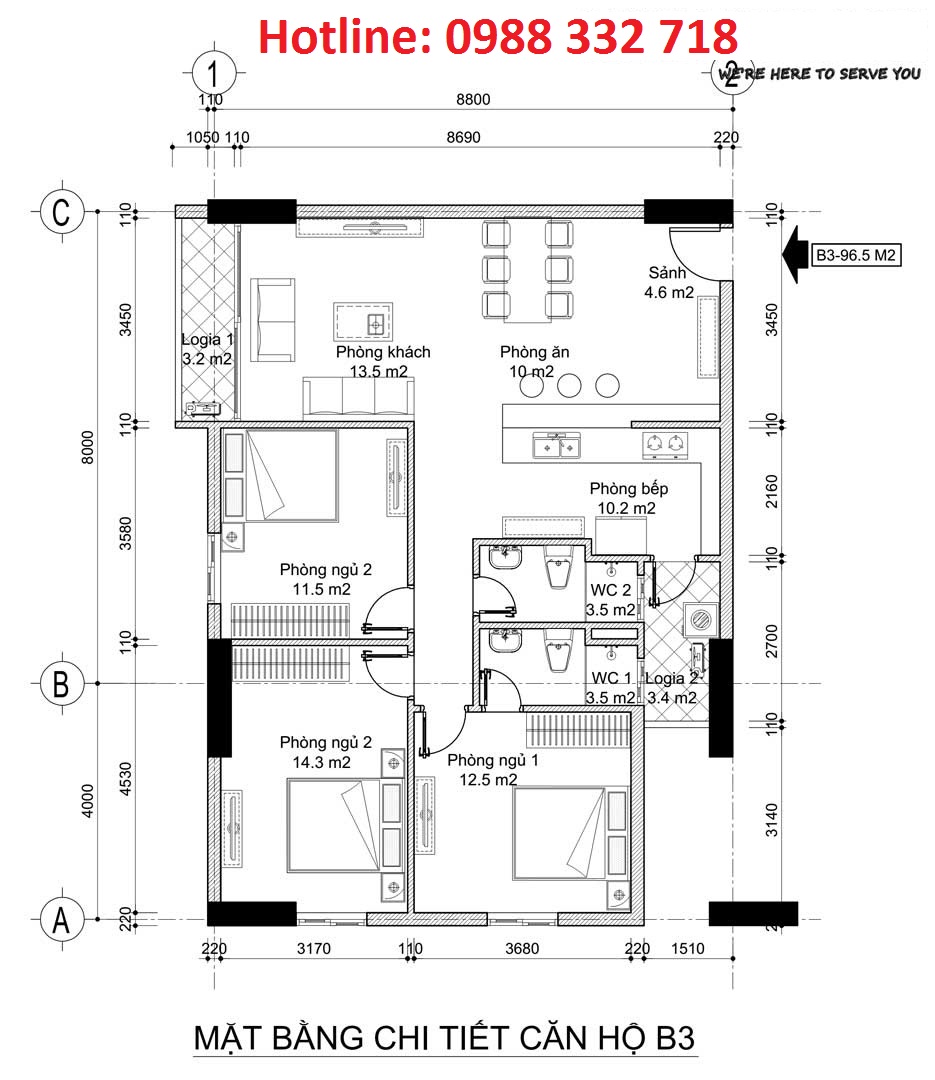 Hotline: 0988 332 718
WE'RE HERE TO SERVE YOU
1
2
110
8800
1050
110
8690
220
C
110
110
B3-96.5 M2
Sảnh
4.6 m2
3450
3450
Logia 1
3.2 m2
Phòng khách
13.5 m2
Phòng ăn
10 m2
110
110
8000
2160
Phòng bếp
10.2 m2
3580
110
Phòng ngủ 2
11.5 m2
WC 2
3.5 m2
110
2700
B
WC 1
3.5 m2
Logia 2
3.4 m2
110
Phòng ngủ 2
14.3 m2
Phòng ngủ 1
12.5 m2
4530
4000
3140
A
220
220
3170
110
3680
220
1510
MẶT BẰNG CHI TIẾT CĂN HỘ B3